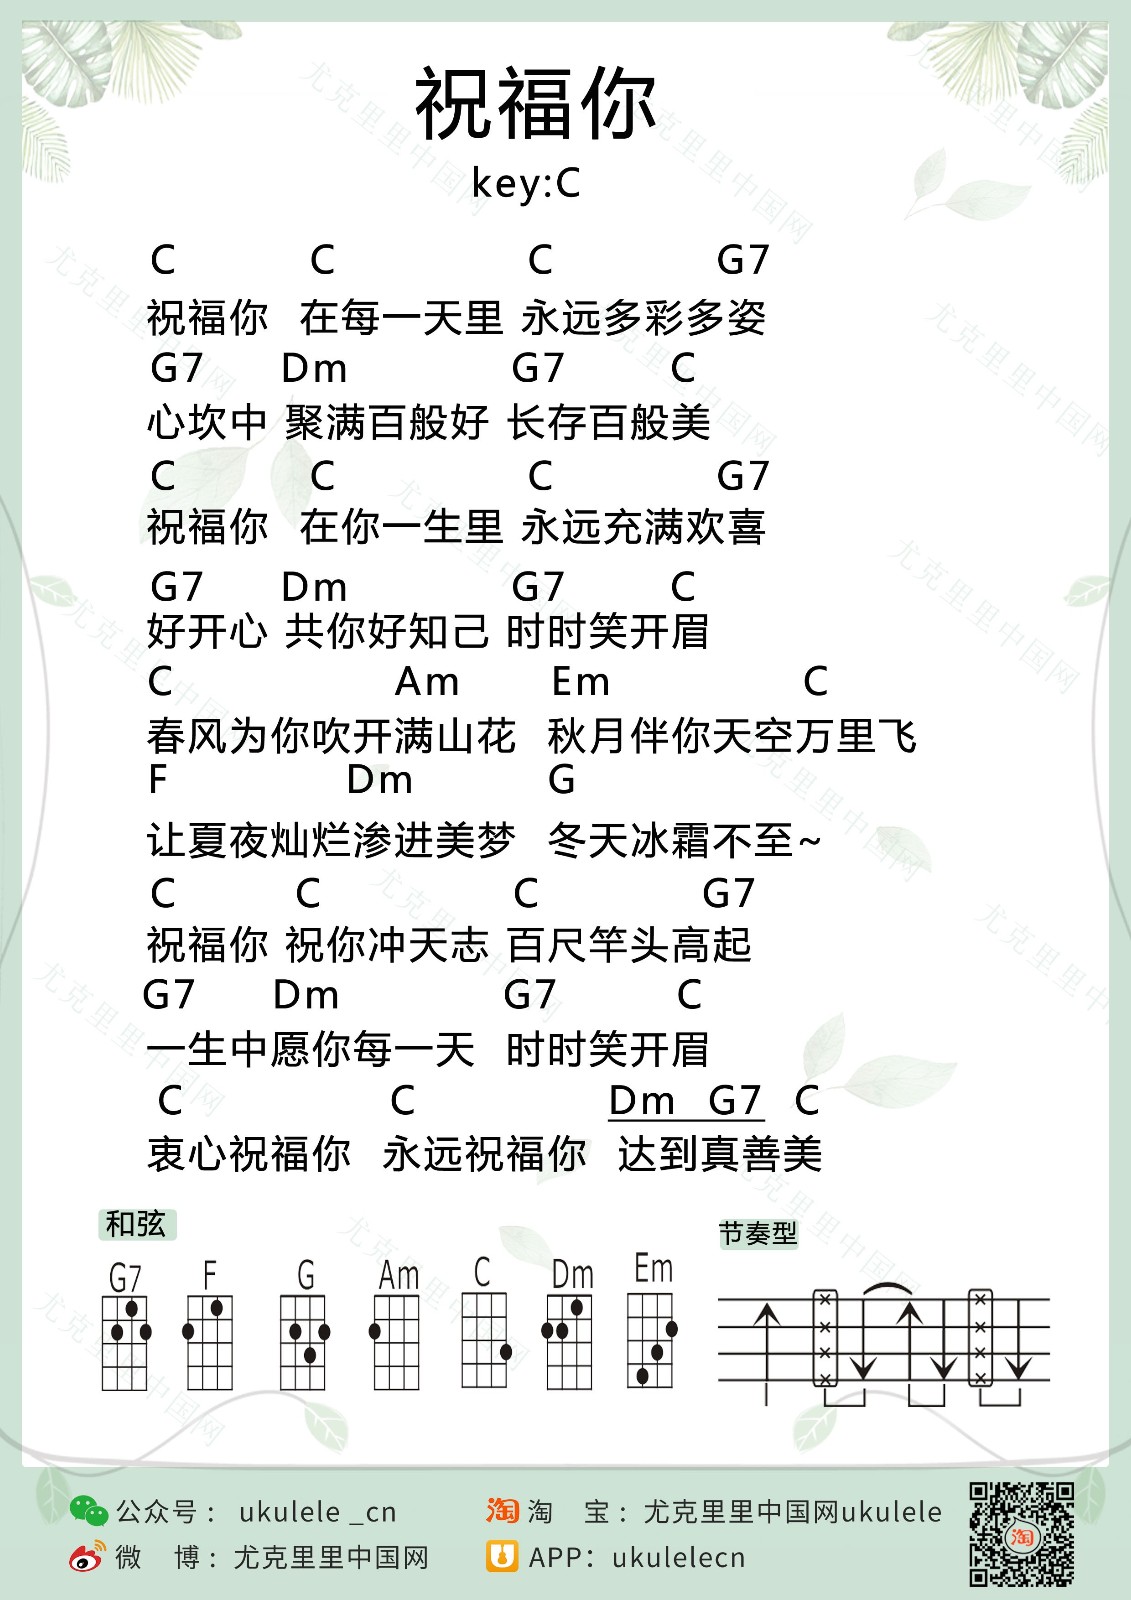 祝福你
key:C
C C C G7
祝福你 在每一天里 永远多彩多姿
G7 Dm G7 C
心坎中 聚满百般好 长存百般美
C C C G7
祝福你 在你一生里 永远充满欢喜
G7 Dm G7 C
好开心 共你好知己 时时笑开眉
C Am Em C
春风为你吹开满山花 秋月伴你天空万里飞
F Dm G
让夏夜灿烂渗进美梦 冬天冰霜不至~
C C C G7
祝福你 祝你冲天志 百尺竿头高起
G7 Dm G7 C
一生中愿你每一天 时时笑开眉
C C Dm G7 C
衷心祝福你 永远祝福你 达到真善美
和弦
节奏型
G7 F G Am C Dm Em
公众号： ukulele _cn
淘 宝： 尤克里里中国网ukulele
微 博： 尤克里里中国网
APP： ukulelecn
淘
尤克里里中国网